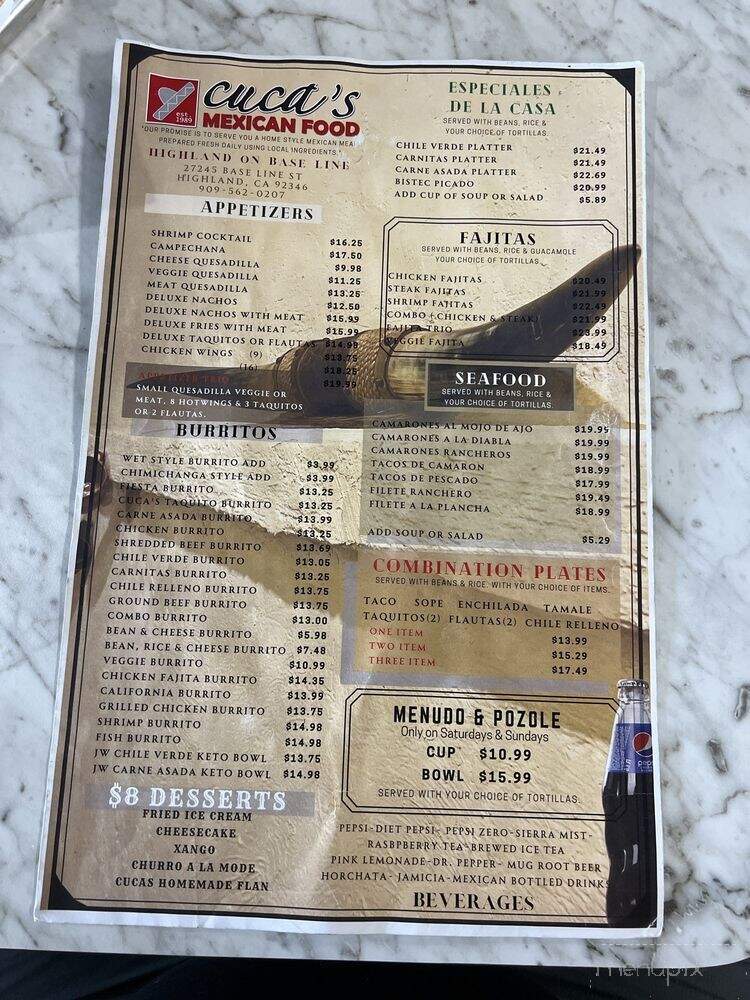 cuca's
est.
1989
MEXICAN FOOD
"OUR PROMISE IS TO SERVE YOU A HOME STYLE MEXICAN MEAL
PREPARED FRESH DAILY USING LOCAL INGREDIENTS."
HIGHLAND ON BASE LINE
27245 BASE LINE ST
HIGHLAND, CA 92346
909-562-0207
APPETIZERS
SHRIMP COCKTAIL $16.25
CAMPECHANA $17.50
CHEESE QUESADILLA $9.98
VEGGIE QUESADILLA $11.25
MEAT QUESADILLA $13.25
DELUXE NACHOS $12.50
DELUXE NACHOS WITH MEAT $15.99
DELUXE FRIES WITH MEAT $15.99
DELUXE TAQUITOS OR FLAUTAS $14.99
CHICKEN WINGS (9) $13.75
(16) $18.25
APPETIZER TRIO $19.99
SMALL QUESADILLA VEGGIE OR
MEAT, 8 HOTWINGS & 3 TAQUITOS
OR 2 FLAUTAS.
BURRITOS
WET STYLE BURRITO ADD $3.99
CHIMICHANGA STYLE ADD $3.99
FIESTA BURRITO $13.25
CUCA'S TAQUITO BURRITO $13.25
CARNE ASADA BURRITO $13.99
CHICKEN BURRITO $13.25
SHREDDED BEEF BURRITO $13.69
CHILE VERDE BURRITO $13.05
CARNITAS BURRITO $13.25
CHILE RELLENO BURRITO $13.75
GROUND BEEF BURRITO $13.75
COMBO BURRITO $13.00
BEAN & CHEESE BURRITO $5.98
BEAN, RICE & CHEESE BURRITO $7.48
VEGGIE BURRITO $10.99
CHICKEN FAJITA BURRITO $14.35
CALIFORNIA BURRITO $13.99
GRILLED CHICKEN BURRITO $13.75
SHRIMP BURRITO $14.98
FISH BURRITO $14.98
JW CHILE VERDE KETO BOWL $13.75
JW CARNE ASADA KETO BOWL $14.98
$8 DESSERTS
FRIED ICE CREAM
CHEESECAKE
XANGO
CHURRO A LA MODE
CUCAS HOMEMADE FLAN
ESPECIALES
DE LA CASA
SERVED WITH BEANS, RICE &
YOUR CHOICE OF TORTILLAS.
CHILE VERDE PLATTER $21.49
CARNITAS PLATTER $21.49
CARNE ASADA PLATTER $22.69
BISTEC PICADO $20.99
ADD CUP OF SOUP OR SALAD $5.89
FAJITAS
SERVED WITH BEANS, RICE & GUACAMOLE
YOUR CHOICE OF TORTILLAS
CHICKEN FAJITAS $20.49
STEAK FAJITAS $21.99
SHRIMP FAJITAS $22.49
COMBO (CHICKEN & STEAK) $21.99
FAJITA TRIO $23.99
VEGGIE FAJITA $18.49
SEAFOOD
SERVED WITH BEANS, RICE &
YOUR CHOICE OF TORTILLAS.
CAMARONES AL MOJO DE AJO $19.95
CAMARONES A LA DIABLA $19.99
CAMARONES RANCHEROS $19.99
TACOS DE CAMARON $18.99
TACOS DE PESCADO $17.99
FILETE RANCHERO $19.49
FILETE A LA PLANCHA $18.99
ADD SOUP OR SALAD $5.29
COMBINATION PLATES
SERVED WITH BEANS & RICE. WITH YOUR CHOICE OF ITEMS.
TACO SOPE ENCHILADA TAMALE
TAQUITOS(2) FLAUTAS(2) CHILE RELLENO
ONE ITEM $13.99
TWO ITEM $15.29
THREE ITEM $17.49
MENUDO & POZOLE
Only on Saturdays & Sundays
CUP $10.99
BOWL $15.99
SERVED WITH YOUR CHOICE OF TORTILLAS.
PEPSI-DIET PEPSI- PEPSI ZERO-SIERRA MIST-
RASBPBERRY TEA-BREWED ICE TEA
PINK LEMONADE-DR. PEPPER- MUG ROOT BEER
HORCHATA- JAMICIA-MEXICAN BOTTLED DRINKS
BEVERAGES
pepsi
menupix